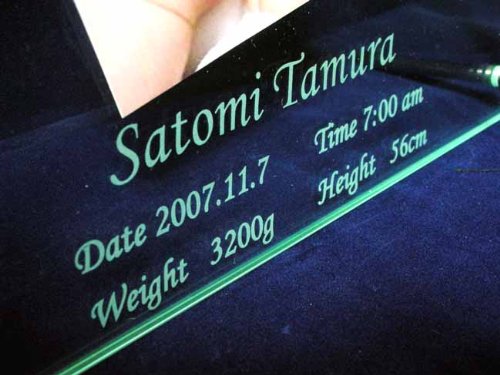 Satomi Tamura
Date 2007.11.7 Time 7:00 am
Weight 3200g Height 56cm